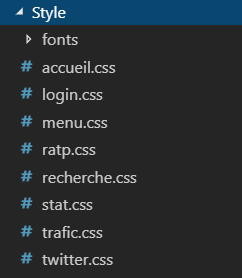 Style
fonts
# accueil.css
# login.css
# menu.css
# ratp.css
# recherche.css
# stat.css
# trafic.css
# twitter.css